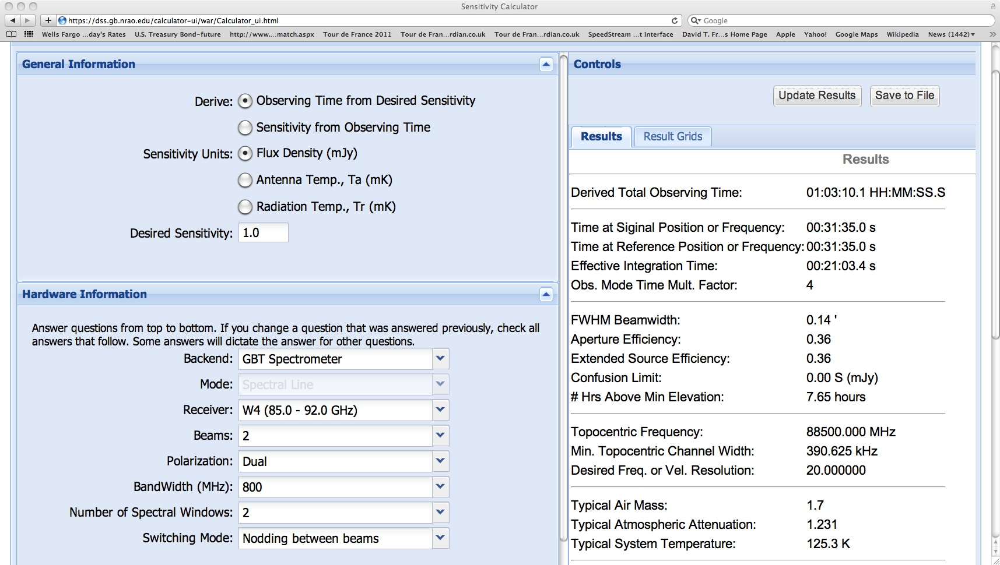 Sensitivity Calculator
https://dss.gb.nrao.edu/calculator-ui/war/Calculator_ui.html
Google
Wells Fargo ...day's Rates U.S. Treasury Bond-future http://www....match.aspx Tour de France 2011 Tour de Fran...rdian.co.uk Tour de Fran...rdian.co.uk SpeedStream ...t Interface David T. Fr...s Home Page Apple Yahoo! Google Maps Wikipedia News (1442)
General Information
Derive: Observing Time from Desired Sensitivity
Sensitivity from Observing Time
Sensitivity Units: Flux Density (mJy)
Antenna Temp., Ta (mK)
Radiation Temp., Tr (mK)
Desired Sensitivity: 1.0
Hardware Information
Answer questions from top to bottom. If you change a question that was answered previously, check all
answers that follow. Some answers will dictate the answer for other questions.
Backend: GBT Spectrometer
Mode: Spectral Line
Receiver: W4 (85.0 - 92.0 GHz)
Beams: 2
Polarization: Dual
BandWidth (MHz): 800
Number of Spectral Windows: 2
Switching Mode: Nodding between beams
Controls
Update Results Save to File
Results Result Grids
Results
Derived Total Observing Time: 01:03:10.1 HH:MM:SS.S
Time at Siginal Position or Frequency: 00:31:35.0 s
Time at Reference Position or Frequency: 00:31:35.0 s
Effective Integration Time: 00:21:03.4 s
Obs. Mode Time Mult. Factor: 4
FWHM Beamwidth: 0.14 '
Aperture Efficiency: 0.36
Extended Source Efficiency: 0.36
Confusion Limit: 0.00 S (mJy)
# Hrs Above Min Elevation: 7.65 hours
Topocentric Frequency: 88500.000 MHz
Min. Topocentric Channel Width: 390.625 kHz
Desired Freq. or Vel. Resolution: 20.000000
Typical Air Mass: 1.7
Typical Atmospheric Attenuation: 1.231
Typical System Temperature: 125.3 K